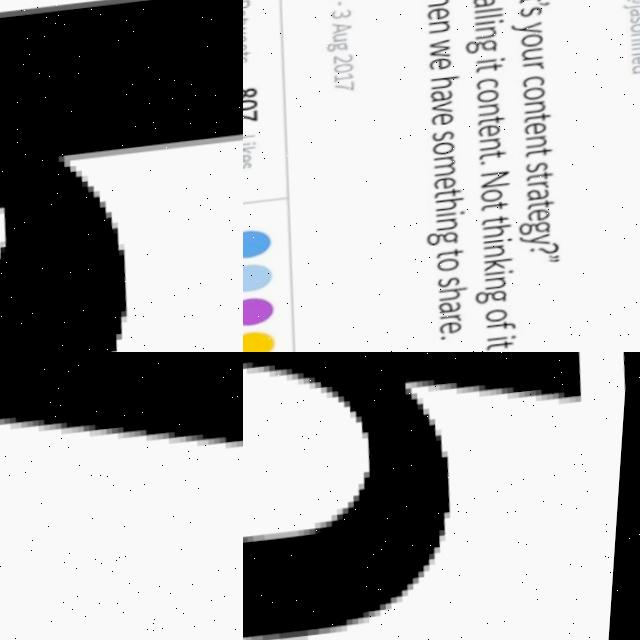 ’s your content strategy?”
alling it content. Not thinking of it
hen we have something to share.
· 3 Aug 2017
807 Likes